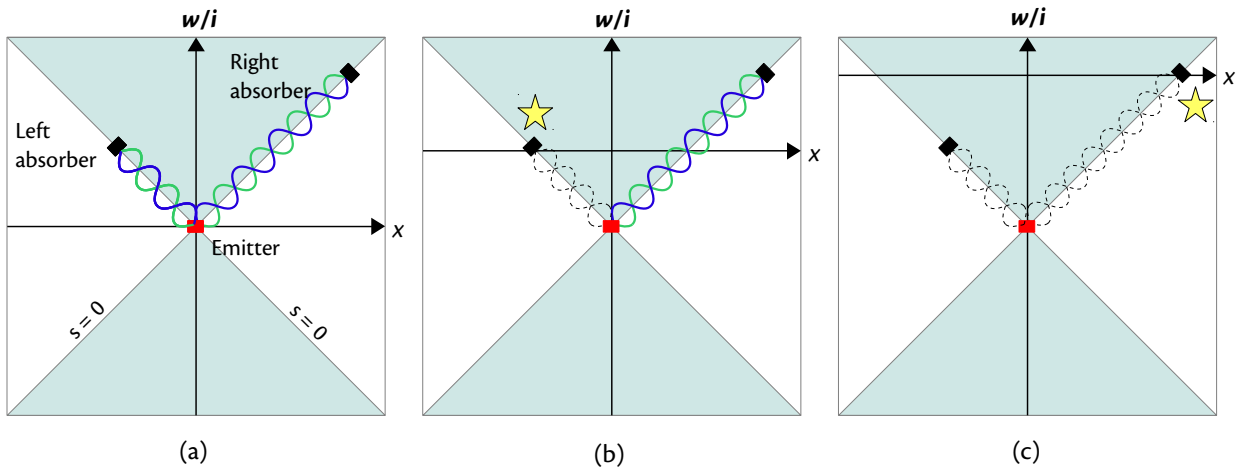 w/i
Right
absorber
Left
absorber
x
Emitter
s = 0
s = 0
(a)
w/i
x
(b)
w/i
x
(c)